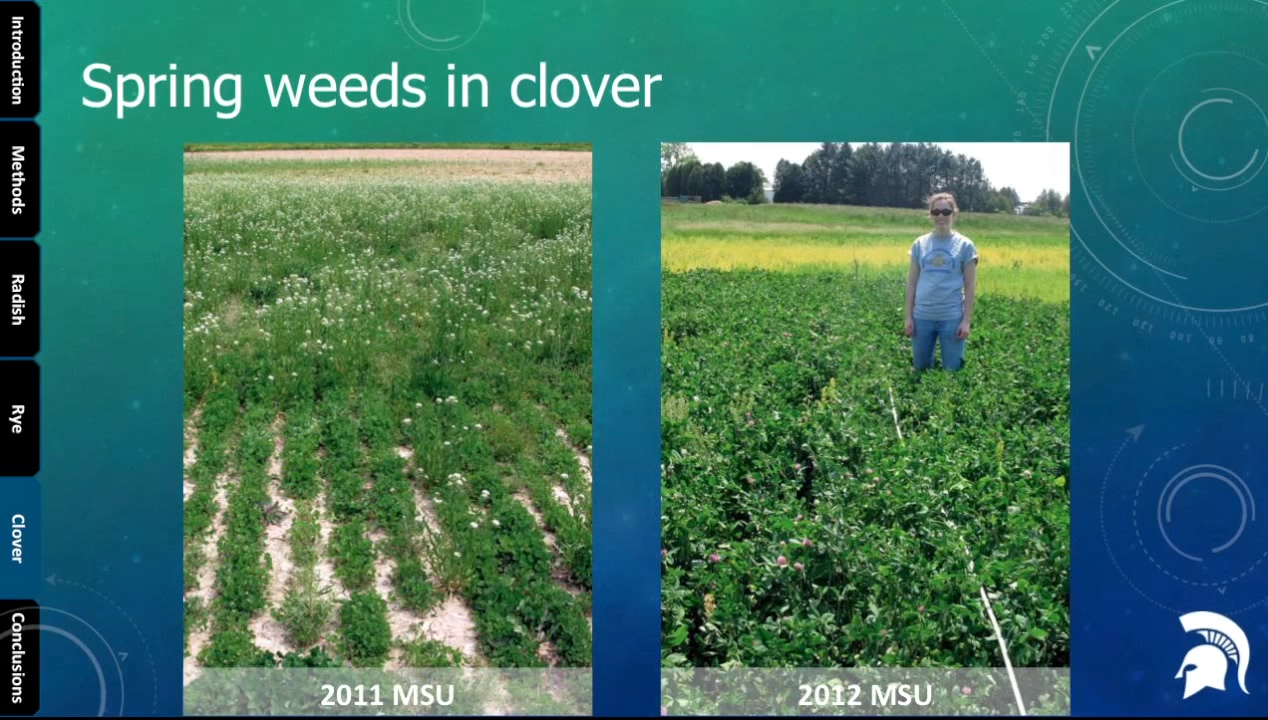 Introduction
Methods
Radish
Rye
Clover
Conclusions
Spring weeds in clover
2011 MSU
2012 MSU